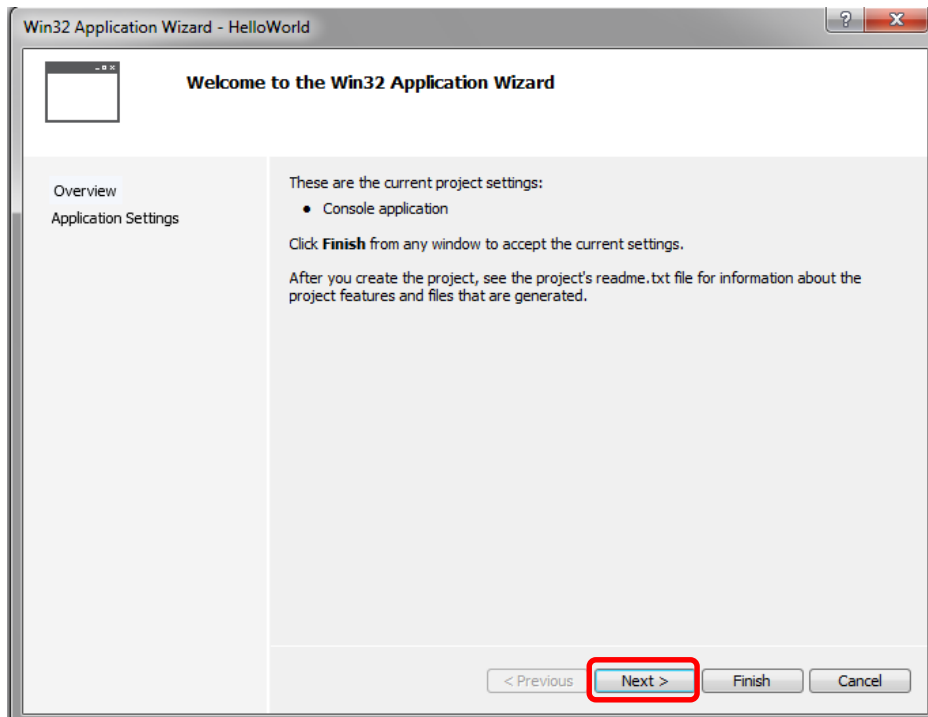 Win32 Application Wizard - HelloWorld
Welcome to the Win32 Application Wizard
Overview
Application Settings
These are the current project settings:
• Console application
Click Finish from any window to accept the current settings.
After you create the project, see the project's readme.txt file for information about the
project features and files that are generated.
< Previous
Next >
Finish
Cancel